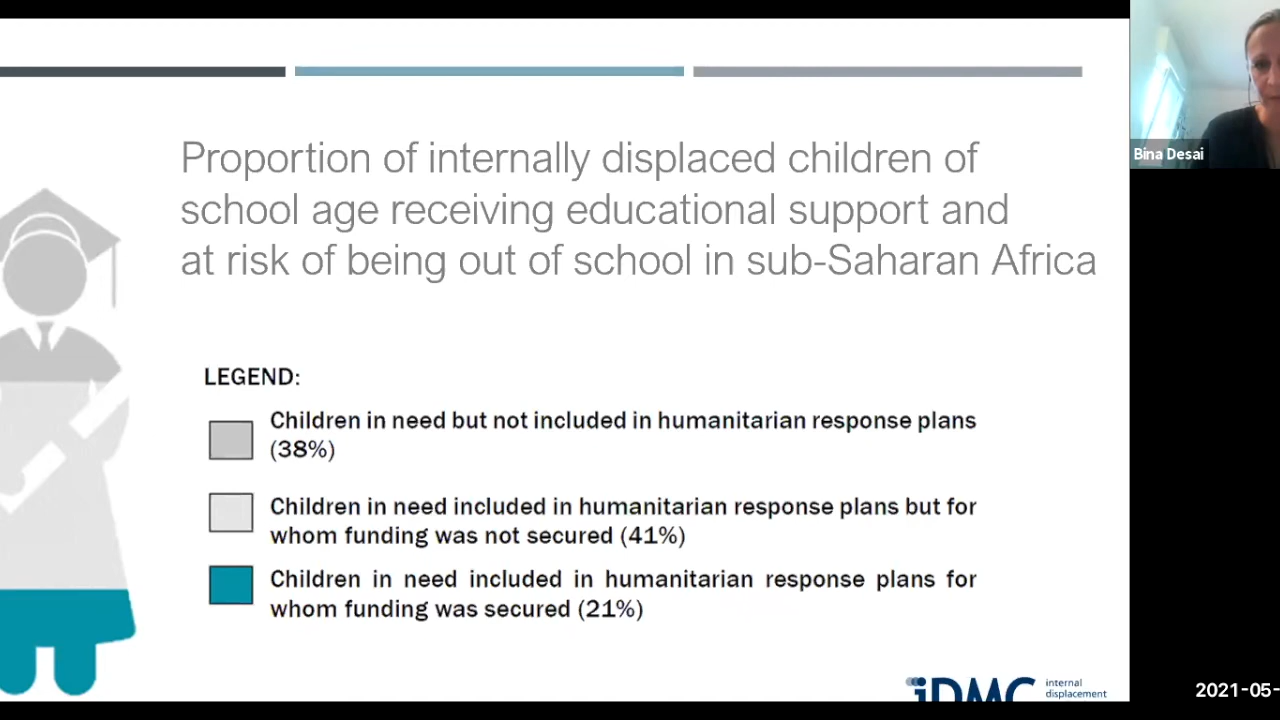 Proportion of internally displaced children of
school age receiving educational support and
at risk of being out of school in sub-Saharan Africa
Bina Desai
LEGEND:
Children in need but not included in humanitarian response plans
(38%)
Children in need included in humanitarian response plans but for
whom funding was not secured (41%)
Children in need included in humanitarian response plans for
whom funding was secured (21%)
iDMC
internal
displacement
2021-05-